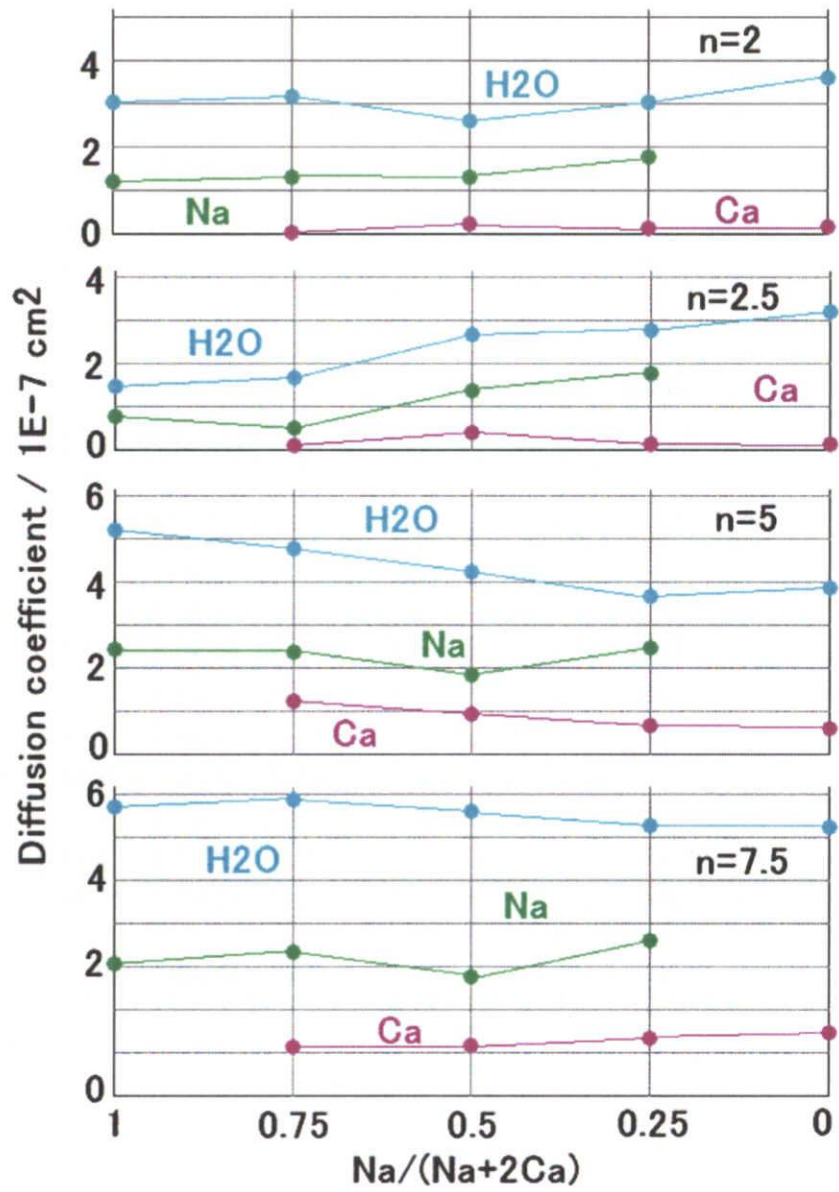 Diffusion coefficient / 1E-7 cm²
4
2
0
n=2
H2O
Na
Ca
4
2
0
n=2.5
H2O
Ca
6
4
2
0
H2O
n=5
Na
Ca
6
4
2
0
H2O
n=7.5
Na
Ca
1
0.75
0.5
0.25
0
Na/(Na+2Ca)